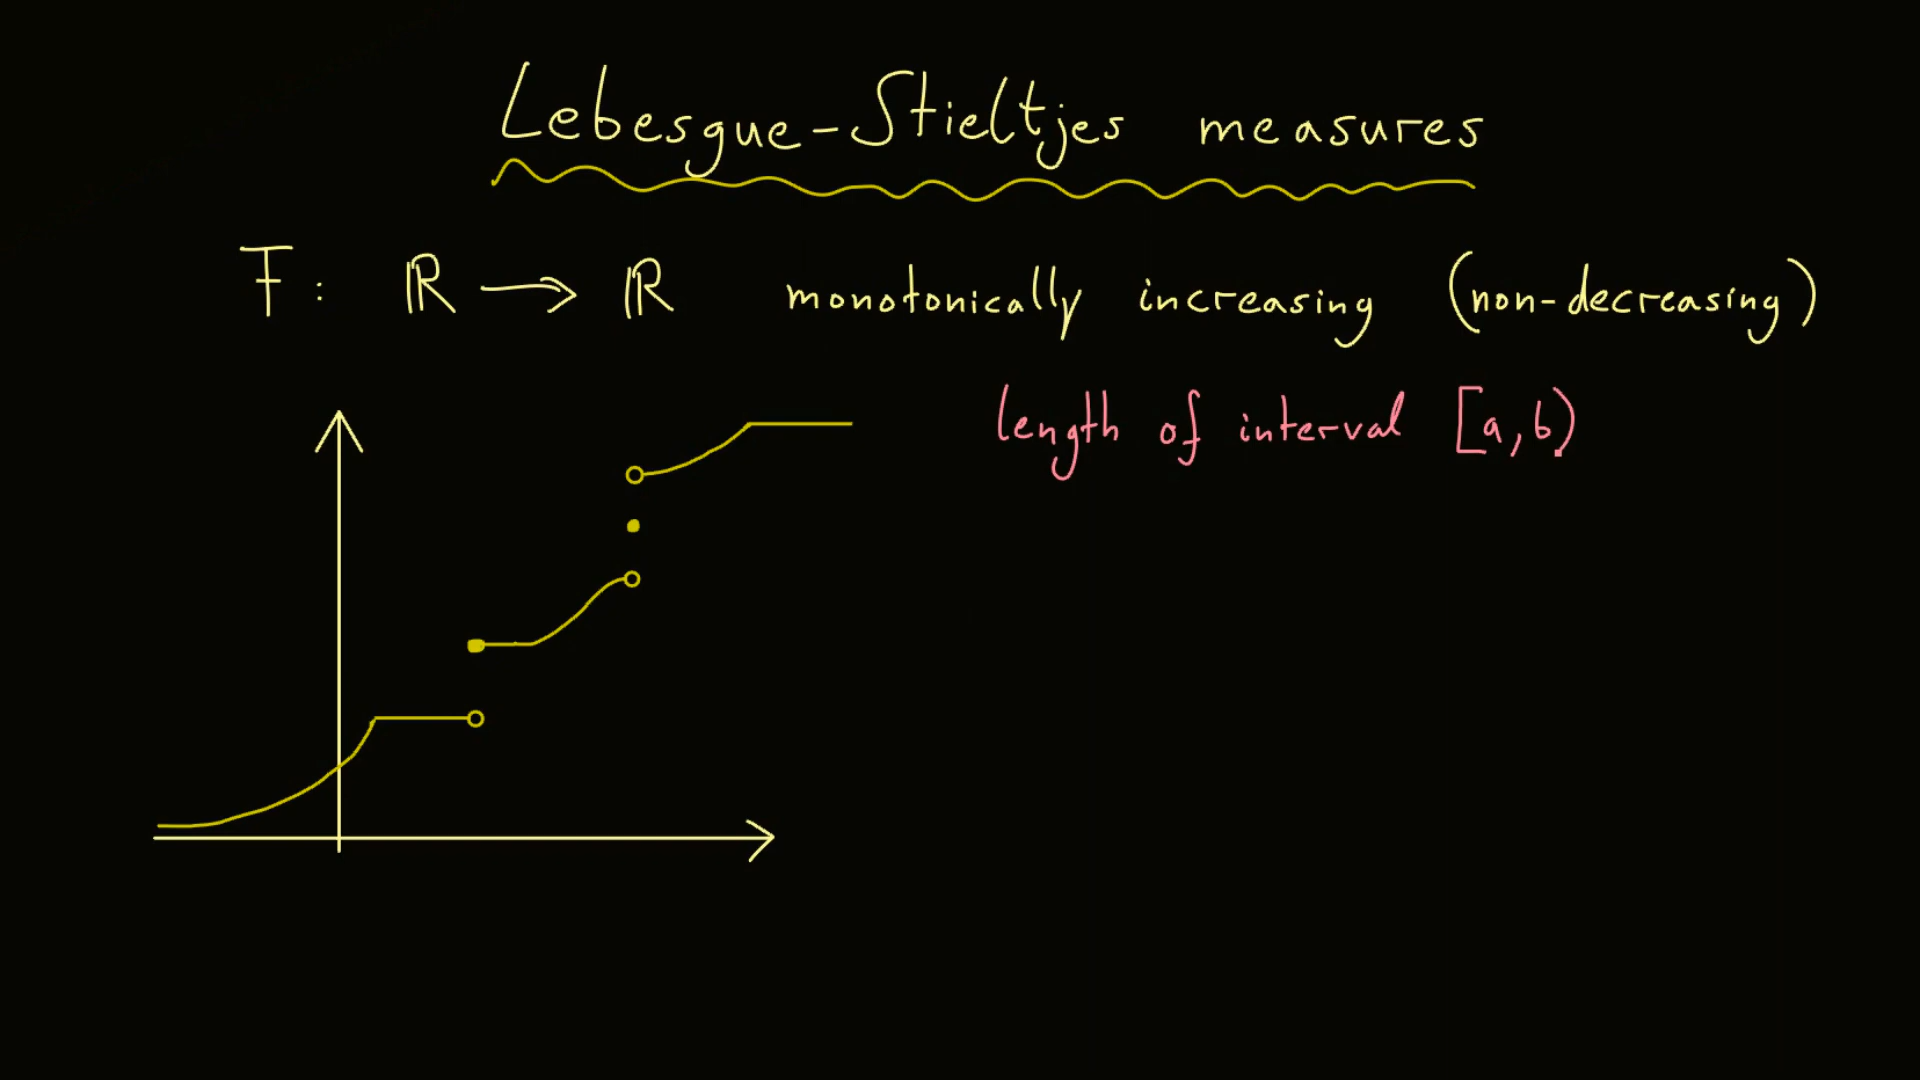 Lebesgue-Stieltjes measures
F: ℝ → ℝ monotonically increasing (non-decreasing)
length of interval [a,b)